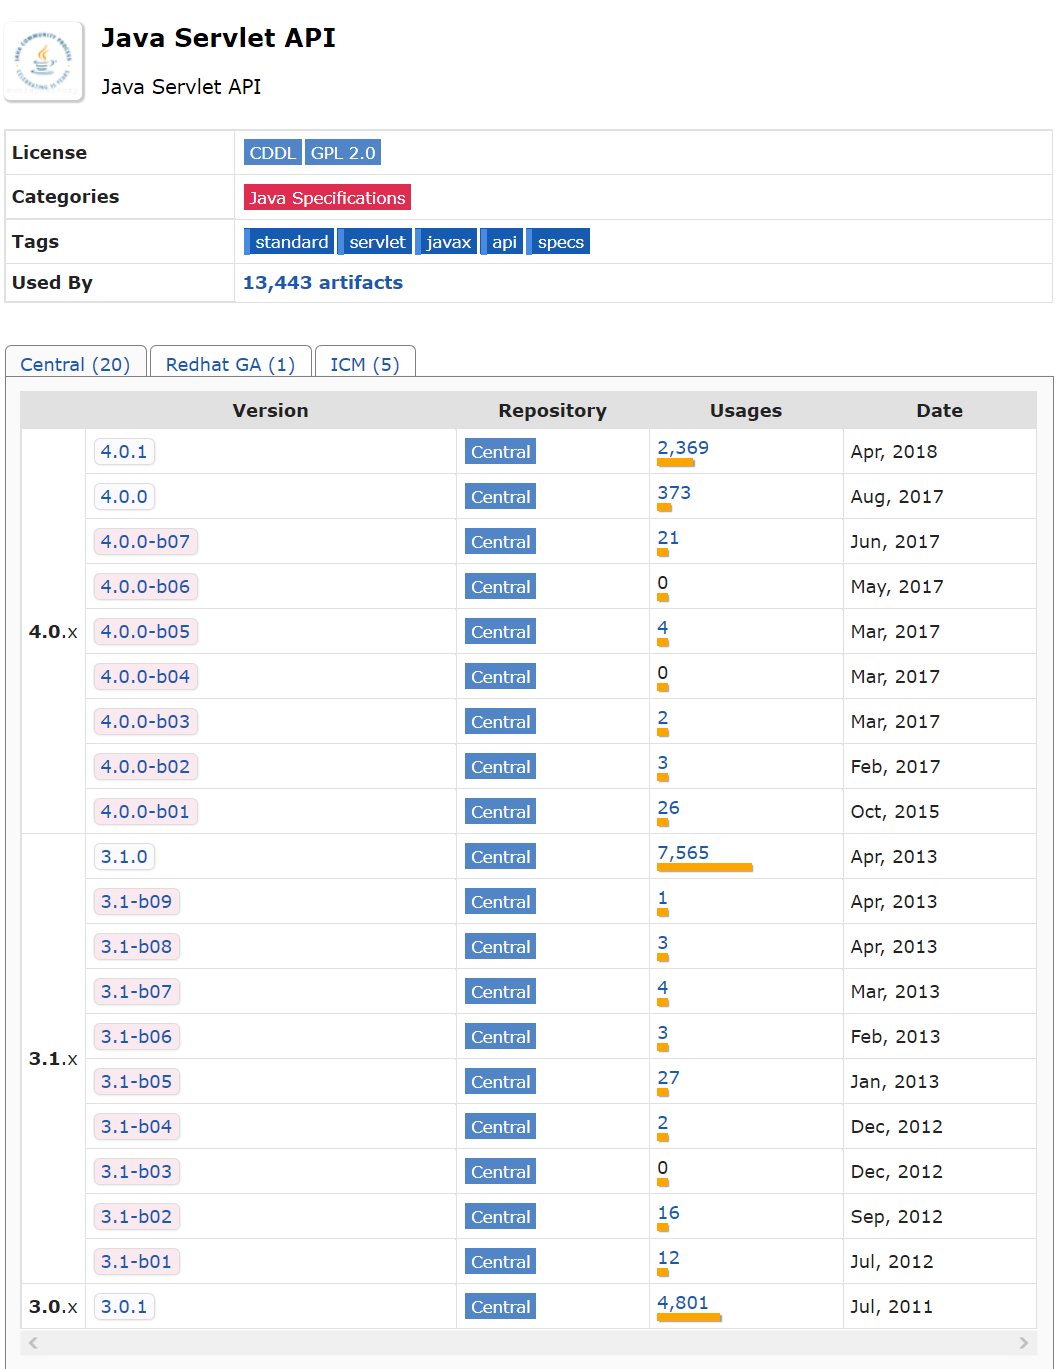 JAVA COMMUNITY PROCESS
Java Servlet API
Java Servlet API
License CDDL GPL 2.0
Categories Java Specifications
Tags standard servlet javax api specs
Used By 13,443 artifacts
Central (20) Redhat GA (1) ICM (5)
Version Repository Usages Date
4.0.1 Central 2,369 Apr, 2018
4.0.0 Central 373 Aug, 2017
4.0.0-b07 Central 21 Jun, 2017
4.0.0-b06 Central 0 May, 2017
4.0.x 4.0.0-b05 Central 4 Mar, 2017
4.0.0-b04 Central 0 Mar, 2017
4.0.0-b03 Central 2 Mar, 2017
4.0.0-b02 Central 3 Feb, 2017
4.0.0-b01 Central 26 Oct, 2015
3.1.0 Central 7,565 Apr, 2013
3.1-b09 Central 1 Apr, 2013
3.1-b08 Central 3 Apr, 2013
3.1-b07 Central 4 Mar, 2013
3.1-b06 Central 3 Feb, 2013
3.1.x 3.1-b05 Central 27 Jan, 2013
3.1-b04 Central 2 Dec, 2012
3.1-b03 Central 0 Dec, 2012
3.1-b02 Central 16 Sep, 2012
3.1-b01 Central 12 Jul, 2012
3.0.x 3.0.1 Central 4,801 Jul, 2011